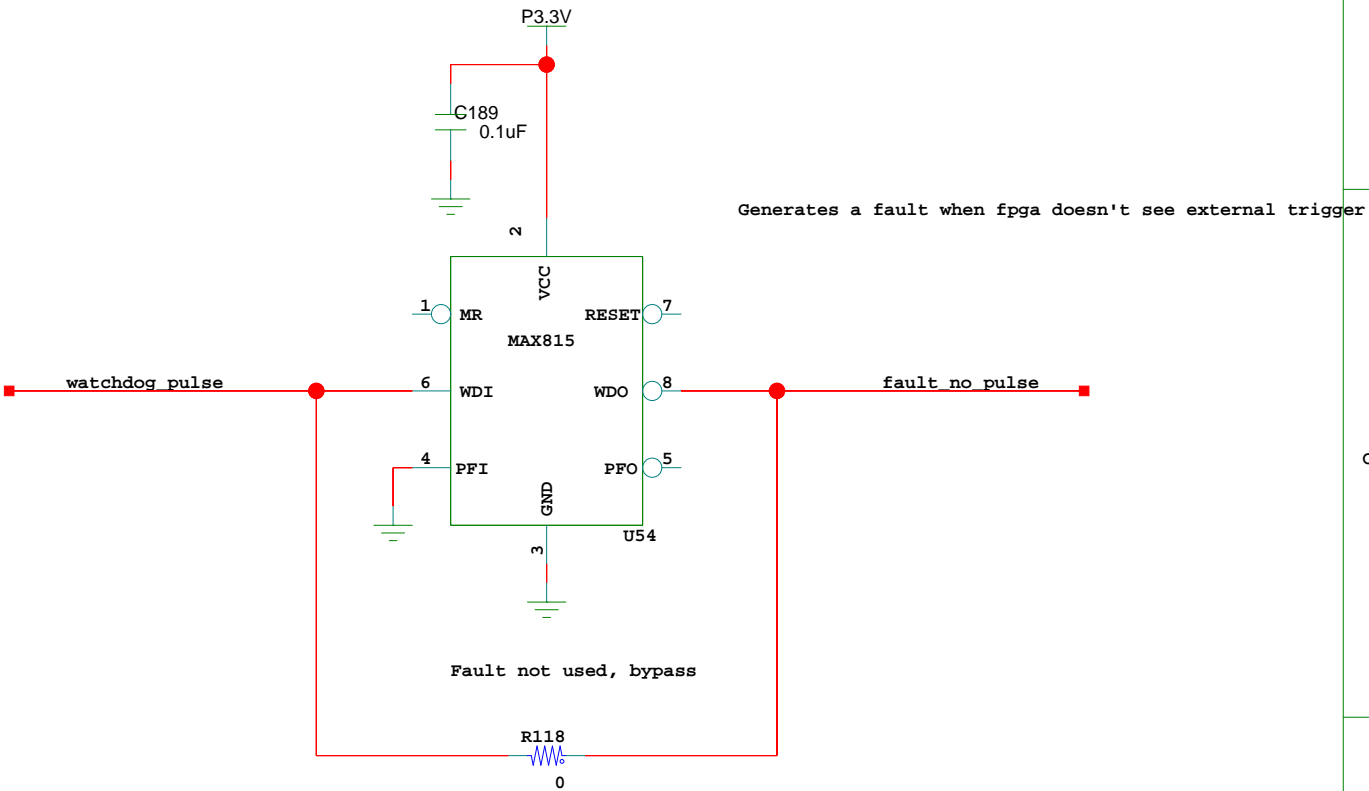 P3.3V
C189
0.1uF
Generates a fault when fpga doesn't see external trigger
2
VCC
1
MR
RESET
7
MAX815
watchdog_pulse
6
WDI
WDO
8
fault_no_pulse
4
PFI
PFO
5
GND
U54
3
Fault not used, bypass
R118
0